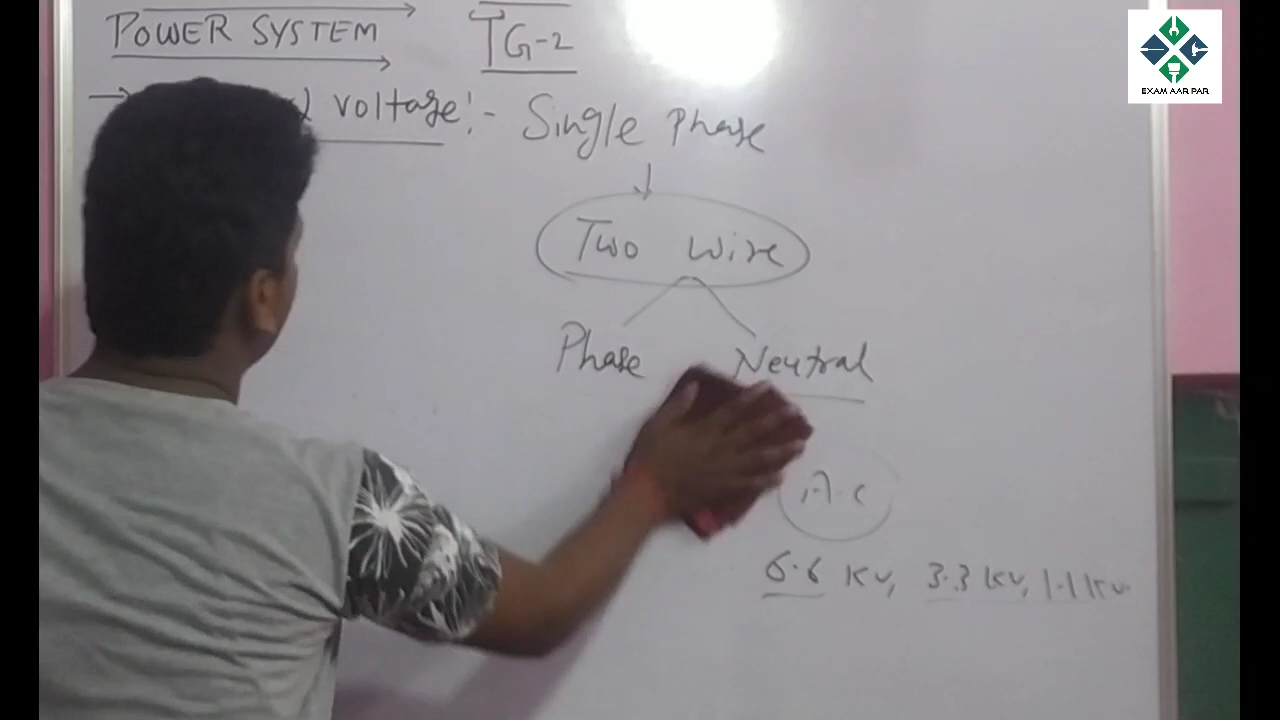 POWER SYSTEM
TG-2
voltage:- Single Phase
Two Wire
Phase Neutral
A.C
6.6 KV, 3.3 KV, 1.1 KV
EXAM AAR PAR